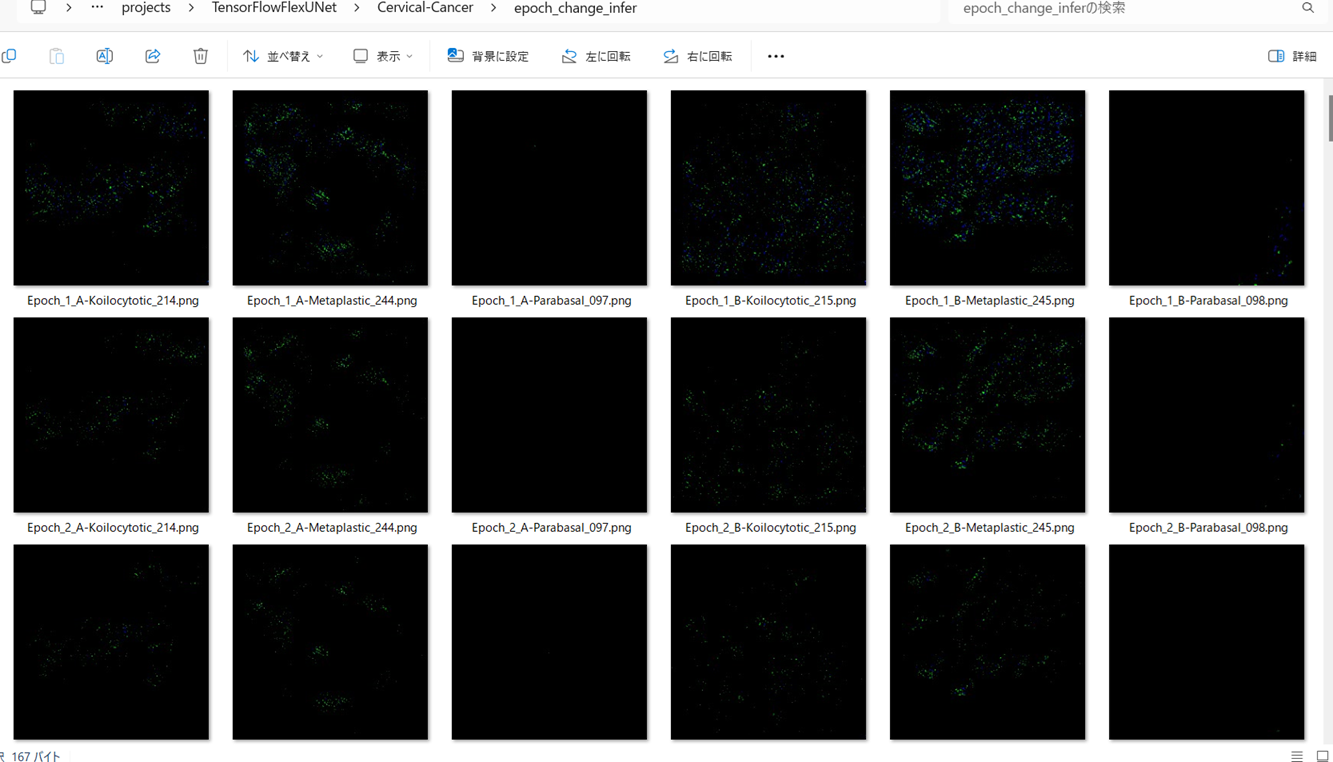 projects > TensorFlowFlexUNet > Cervical-Cancer > epoch_change_infer
epoch_change_inferの検索
並べ替え 表示 背景に設定 左に回転 右に回転 詳細
Epoch_1_A-Koilocytotic_214.png Epoch_1_A-Metaplastic_244.png Epoch_1_A-Parabasal_097.png Epoch_1_B-Koilocytotic_215.png Epoch_1_B-Metaplastic_245.png Epoch_1_B-Parabasal_098.png
Epoch_2_A-Koilocytotic_214.png Epoch_2_A-Metaplastic_244.png Epoch_2_A-Parabasal_097.png Epoch_2_B-Koilocytotic_215.png Epoch_2_B-Metaplastic_245.png Epoch_2_B-Parabasal_098.png
167 バイト